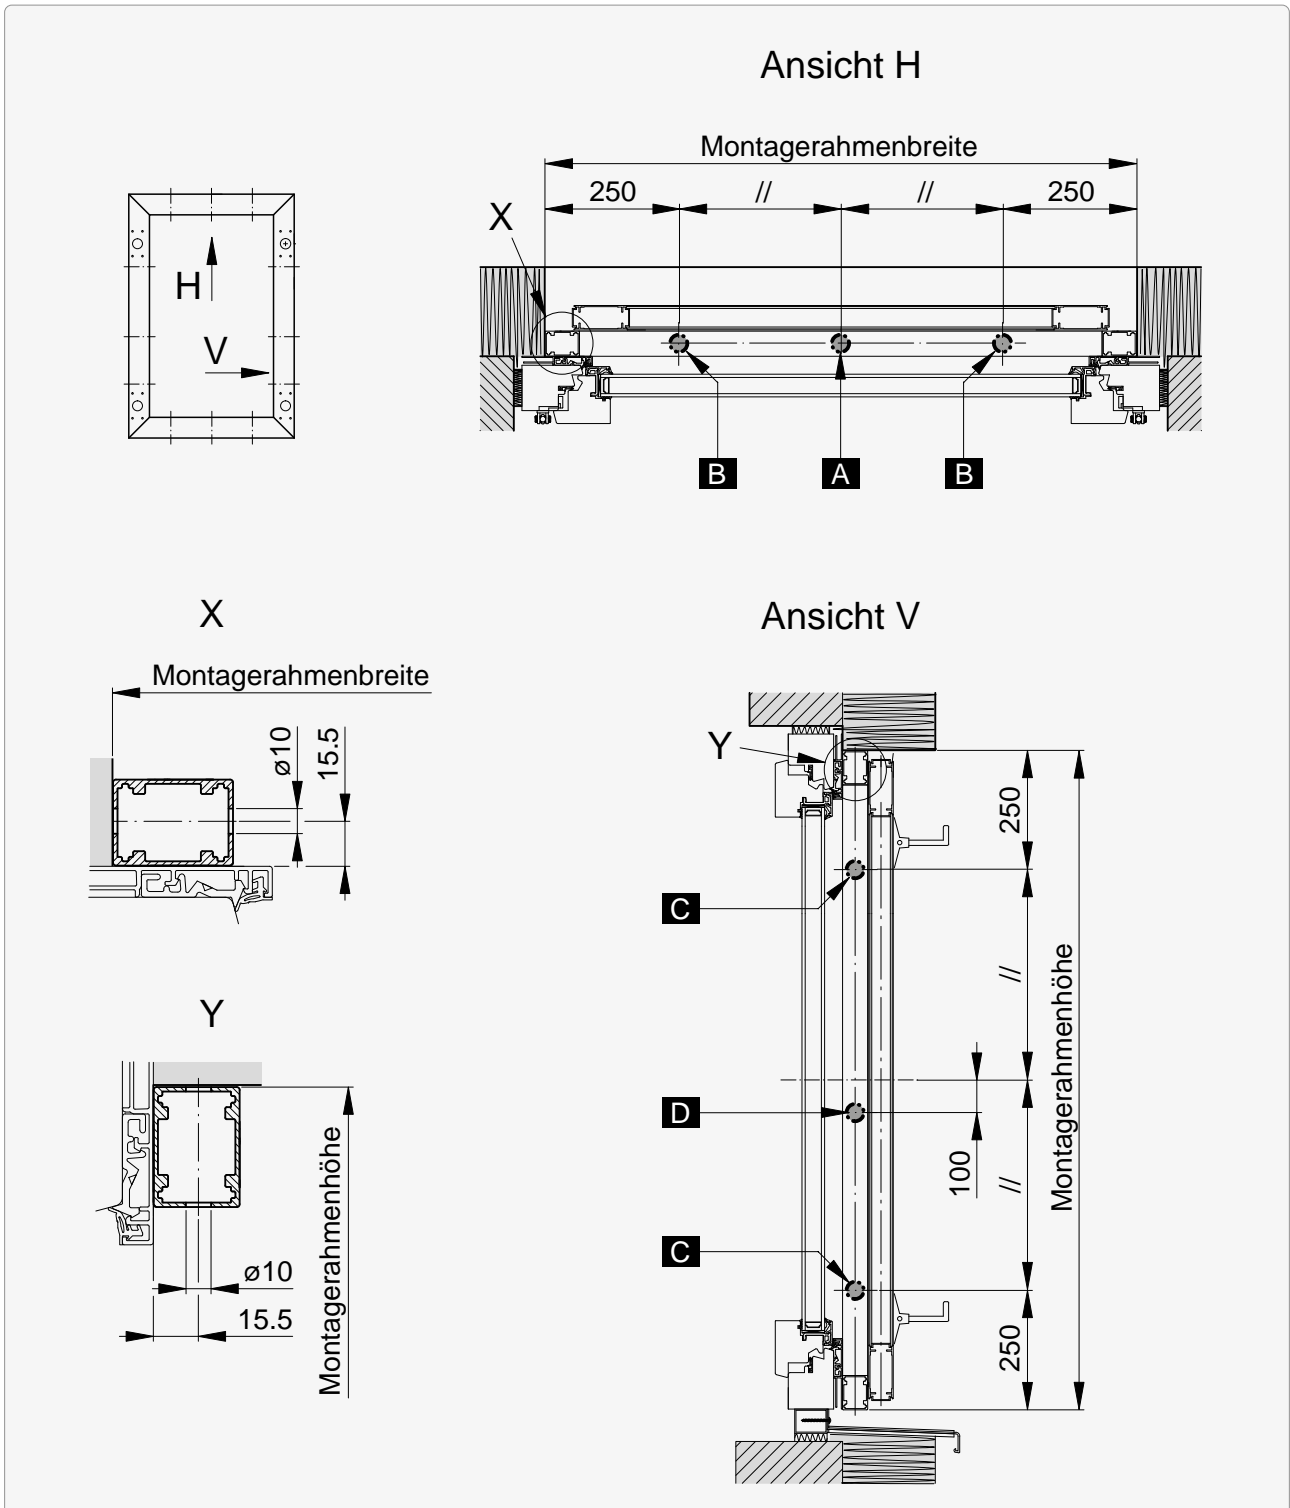 Ansicht H
Montagerahmenbreite
250 // // 250
X
H
V
B A B
X
Ansicht V
Montagerahmenbreite
ø10
15.5
Y
250
C
//
Montagerahmenhöhe
Y
D
100
//
Montagerahmenhöhe
C
ø10
15.5
250